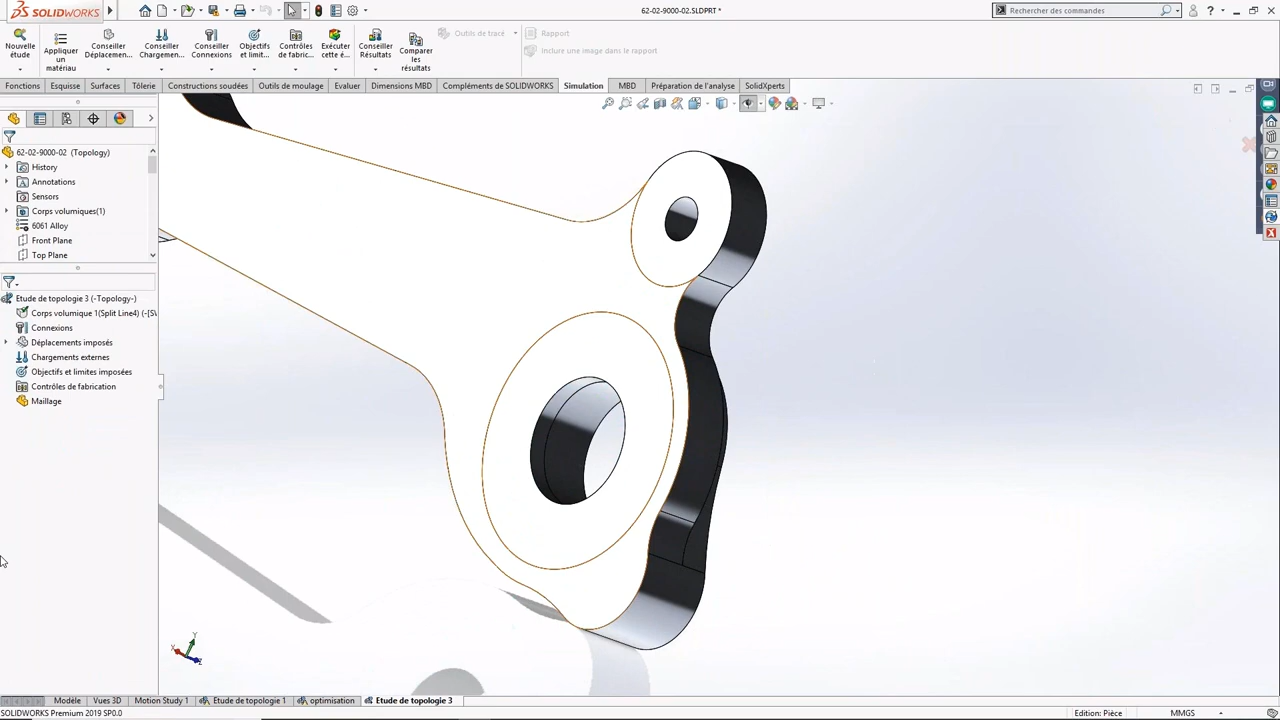 SOLIDWORKS
62-02-9000-02.SLDPRT *
Rechercher des commandes
Nouvelle étude
Appliquer un matériau
Conseiller Déplacemen...
Conseiller Chargemen...
Conseiller Connexions
Objectifs et limit...
Contrôles de fabric...
Exécuter cette é...
Conseiller Résultats
Comparer les résultats
Outils de tracé
Rapport
Inclure une image dans le rapport
Fonctions
Esquisse
Surfaces
Tôlerie
Constructions soudées
Outils de moulage
Evaluer
Dimensions MBD
Compléments de SOLIDWORKS
Simulation
MBD
Préparation de l'analyse
SolidXperts
62-02-9000-02 (Topology)
History
Annotations
Sensors
Corps volumiques(1)
6061 Alloy
Front Plane
Top Plane
Etude de topologie 3 (-Topology-)
Corps volumique 1(Split Line4) (-[SW
Connexions
Déplacements imposés
Chargements externes
Objectifs et limites imposées
Contrôles de fabrication
Maillage
Y
X
Z
Modèle
Vues 3D
Motion Study 1
Etude de topologie 1
optimisation
Etude de topologie 3
SOLIDWORKS Premium 2019 SP0.0
Edition: Pièce
MMGS